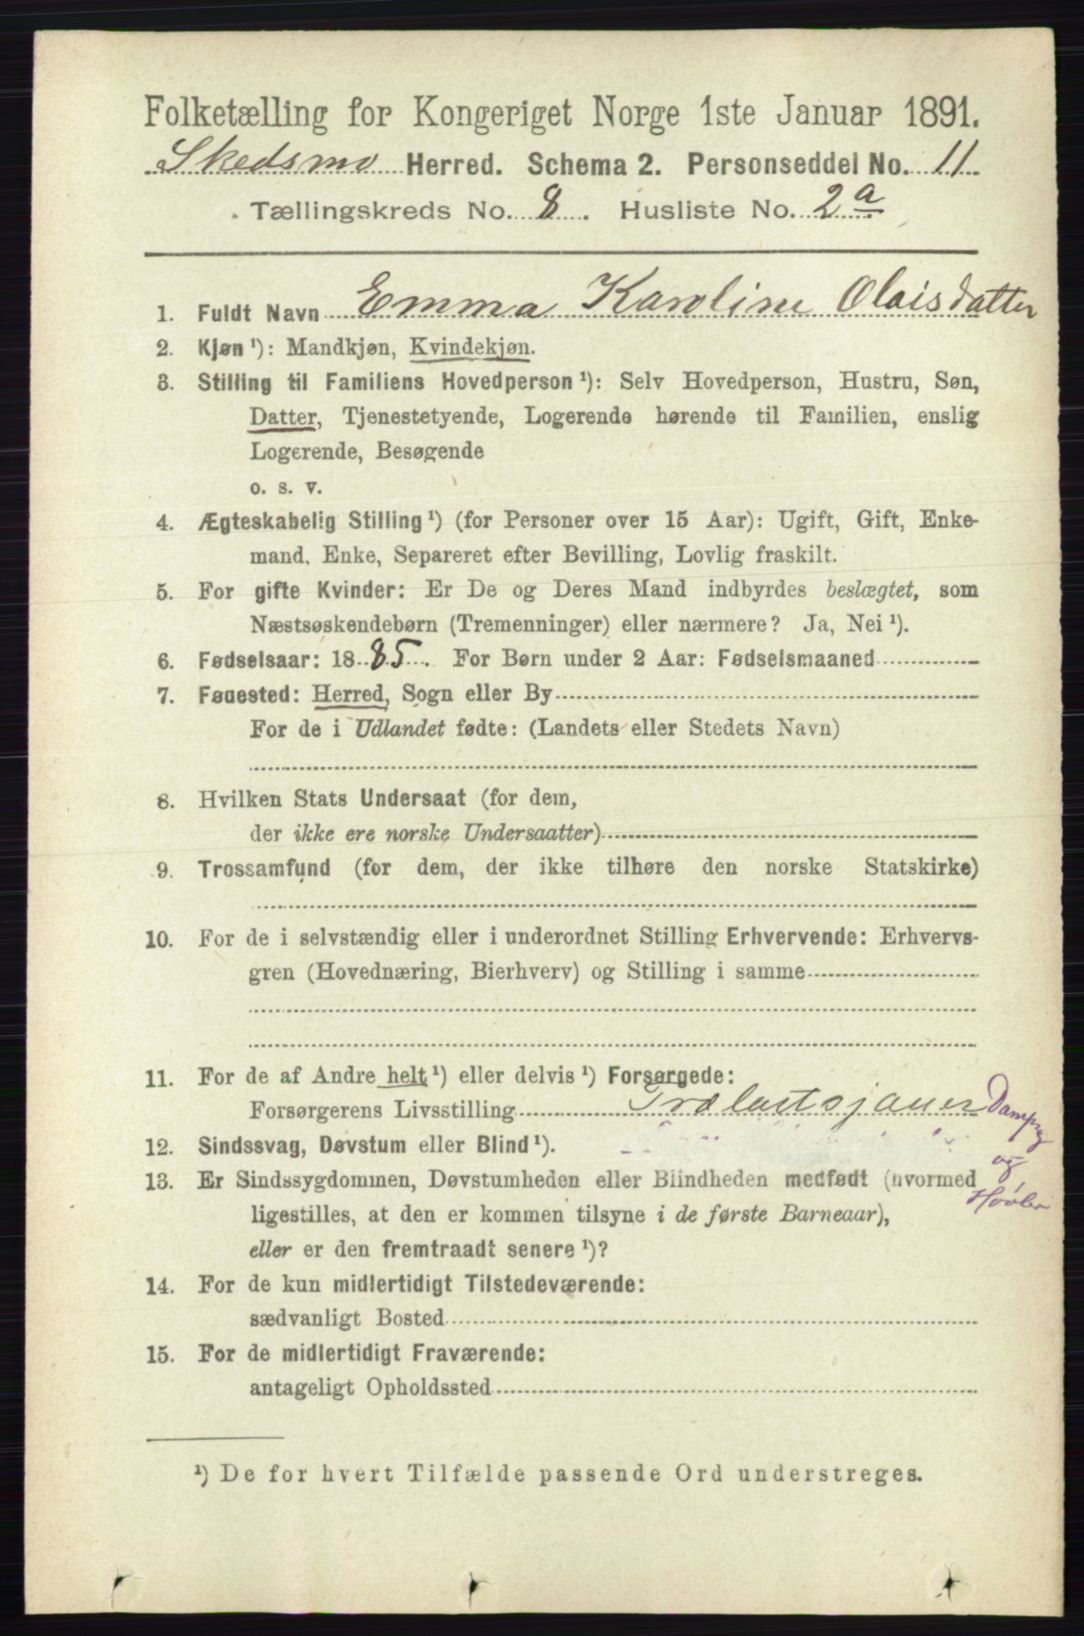 Folketælling for Kongeriget Norge 1ste Januar 1891.
Skedsmo Herred. Schema 2. Personseddel No. 11
Tællingskreds No. 8. Husliste No. 2a
1. Fuldt Navn Emma Karoline Olaisdatter
2. Kjøn ¹): Mandkjøn, Kvindekjøn.
3. Stilling til Familiens Hovedperson ¹): Selv Hovedperson, Hustru, Søn,
Datter, Tjenestetyende, Logerende hørende til Familien, enslig
Logerende, Besøgende
o. s. v.
4. Ægteskabelig Stilling ¹) (for Personer over 15 Aar): Ugift, Gift, Enke-
mand, Enke, Separeret efter Bevilling, Lovlig fraskilt.
5. For gifte Kvinder: Er De og Deres Mand indbyrdes beslægtet, som
Næstsøskendebørn (Tremenninger) eller nærmere? Ja, Nei ¹).
6. Fødselsaar: 1885. For Børn under 2 Aar: Fødselsmaaned
7. Fødested: Herred, Sogn eller By
For de i Udlandet fødte: (Landets eller Stedets Navn)
8. Hvilken Stats Undersaat (for dem,
der ikke ere norske Undersaatter)
9. Trossamfund (for dem, der ikke tilhøre den norske Statskirke)
10. For de i selvstændig eller i underordnet Stilling Erhvervende: Erhvervs-
gren (Hovednæring, Bierhverv) og Stilling i samme
11. For de af Andre helt ¹) eller delvis ¹) Forsørgede:
Forsørgerens Livsstilling Trælastsjauer Dampsag
og
Høvleri
12. Sindssvag, Døvstum eller Blind ¹).
13. Er Sindssygdommen, Døvstumheden eller Blindheden medfødt (hvormed
ligestilles, at den er kommen tilsyne i de første Barneaar),
eller er den fremtraadt senere ¹)?
14. For de kun midlertidigt Tilstedeværende:
sædvanligt Bosted
15. For de midlertidigt Fraværende:
antageligt Opholdssted
¹) De for hvert Tilfælde passende Ord understreges.